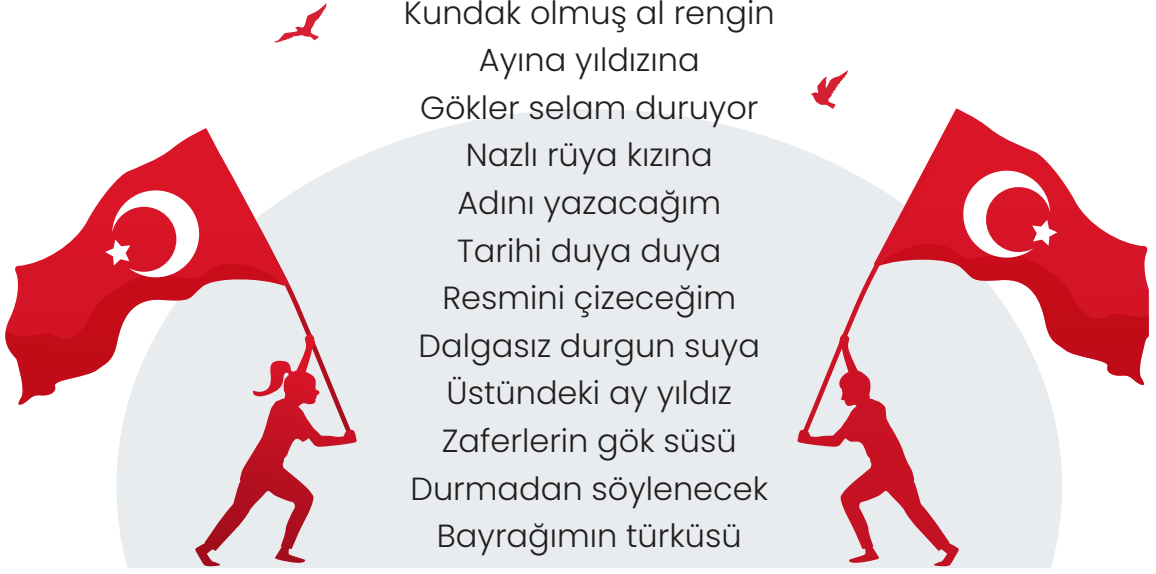 Kundak olmuş al rengin
Ayına yıldızına
Gökler selam duruyor
Nazlı rüya kızına
Adını yazacağım
Tarihi duya duya
Resmini çizeceğim
Dalgasız durgun suya
Üstündeki ay yıldız
Zaferlerin gök süsü
Durmadan söylenecek
Bayrağımın türküsü